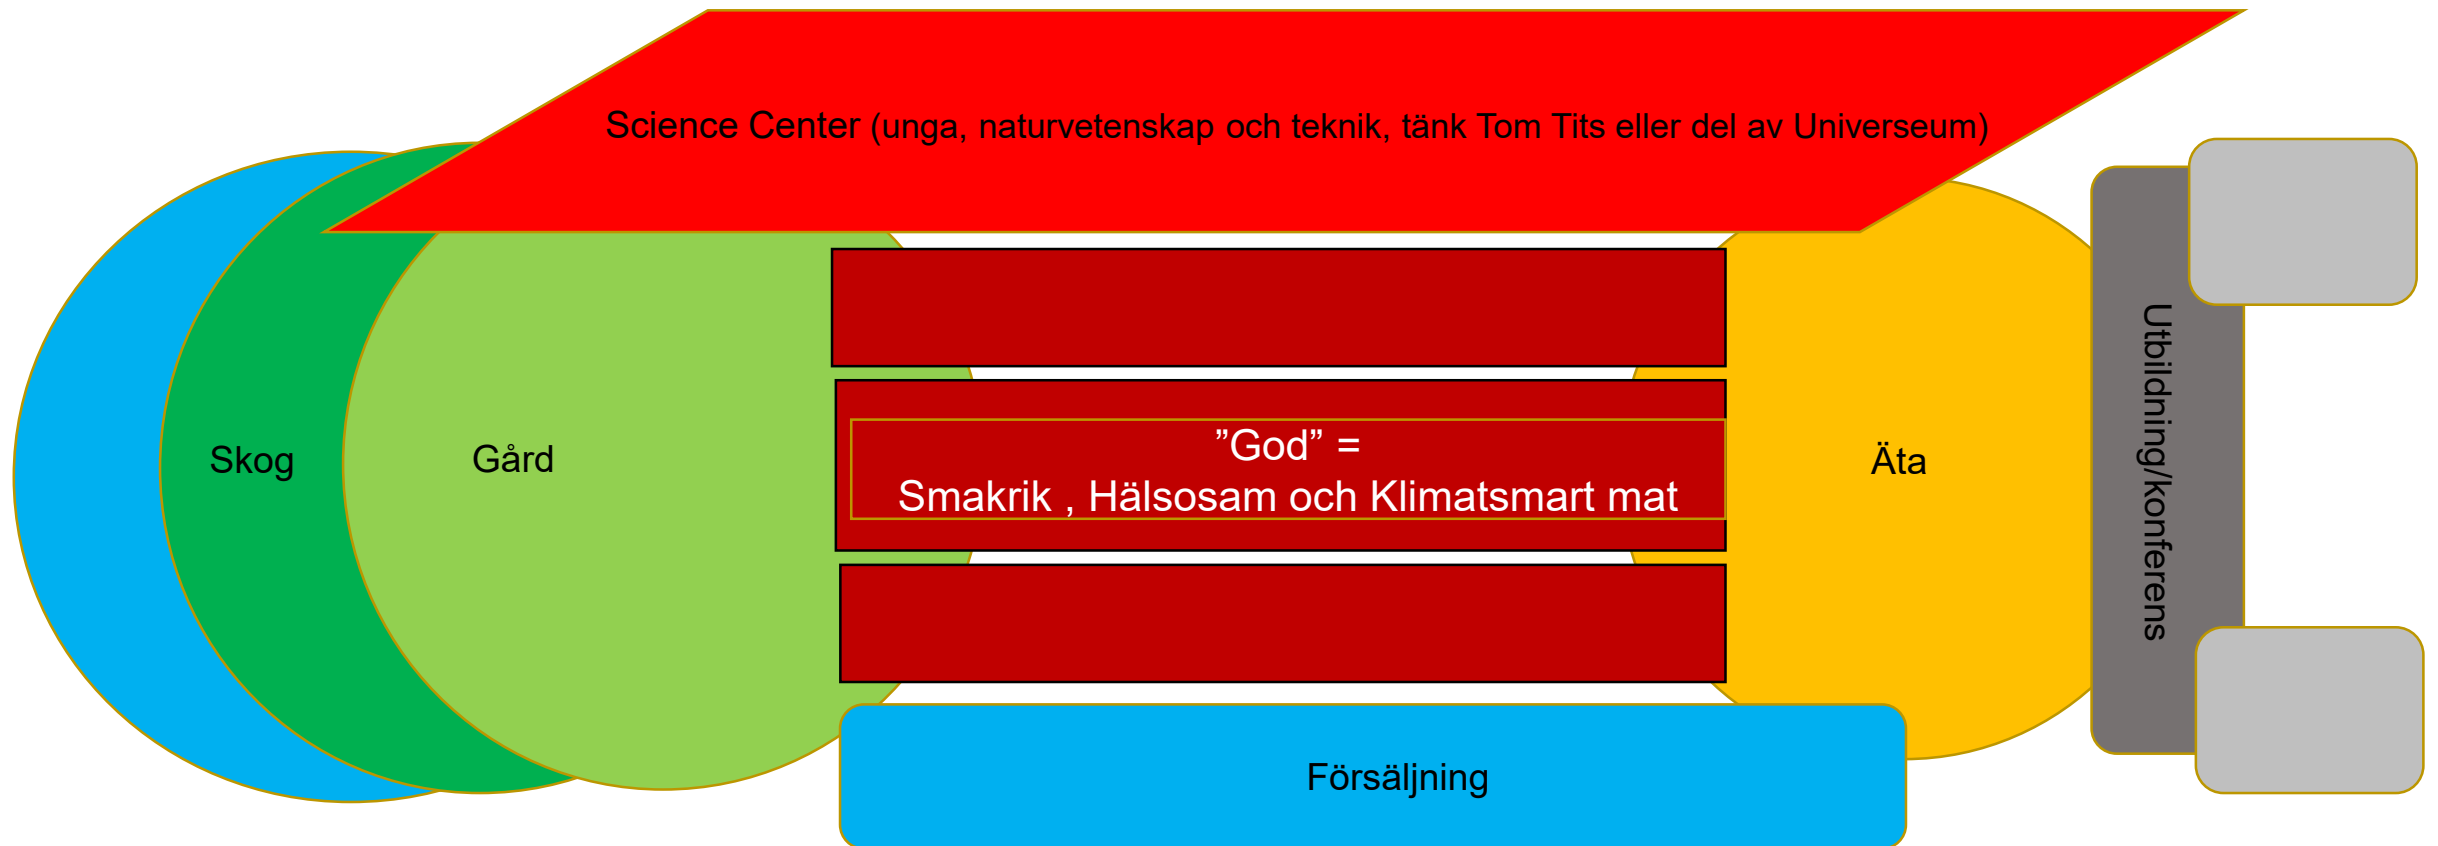 Science Center (unga, naturvetenskap och teknik, tänk Tom Tits eller del av Universeum)
Skog
Gård
”God” =
Smakrik , Hälsosam och Klimatsmart mat
Äta
Utbildning/konferens
Försäljning